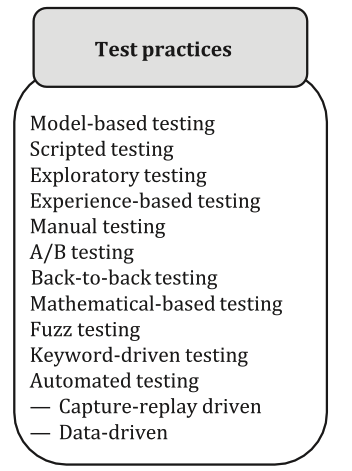 Test practices
Model-based testing
Scripted testing
Exploratory testing
Experience-based testing
Manual testing
A/B testing
Back-to-back testing
Mathematical-based testing
Fuzz testing
Keyword-driven testing
Automated testing
— Capture-replay driven
— Data-driven